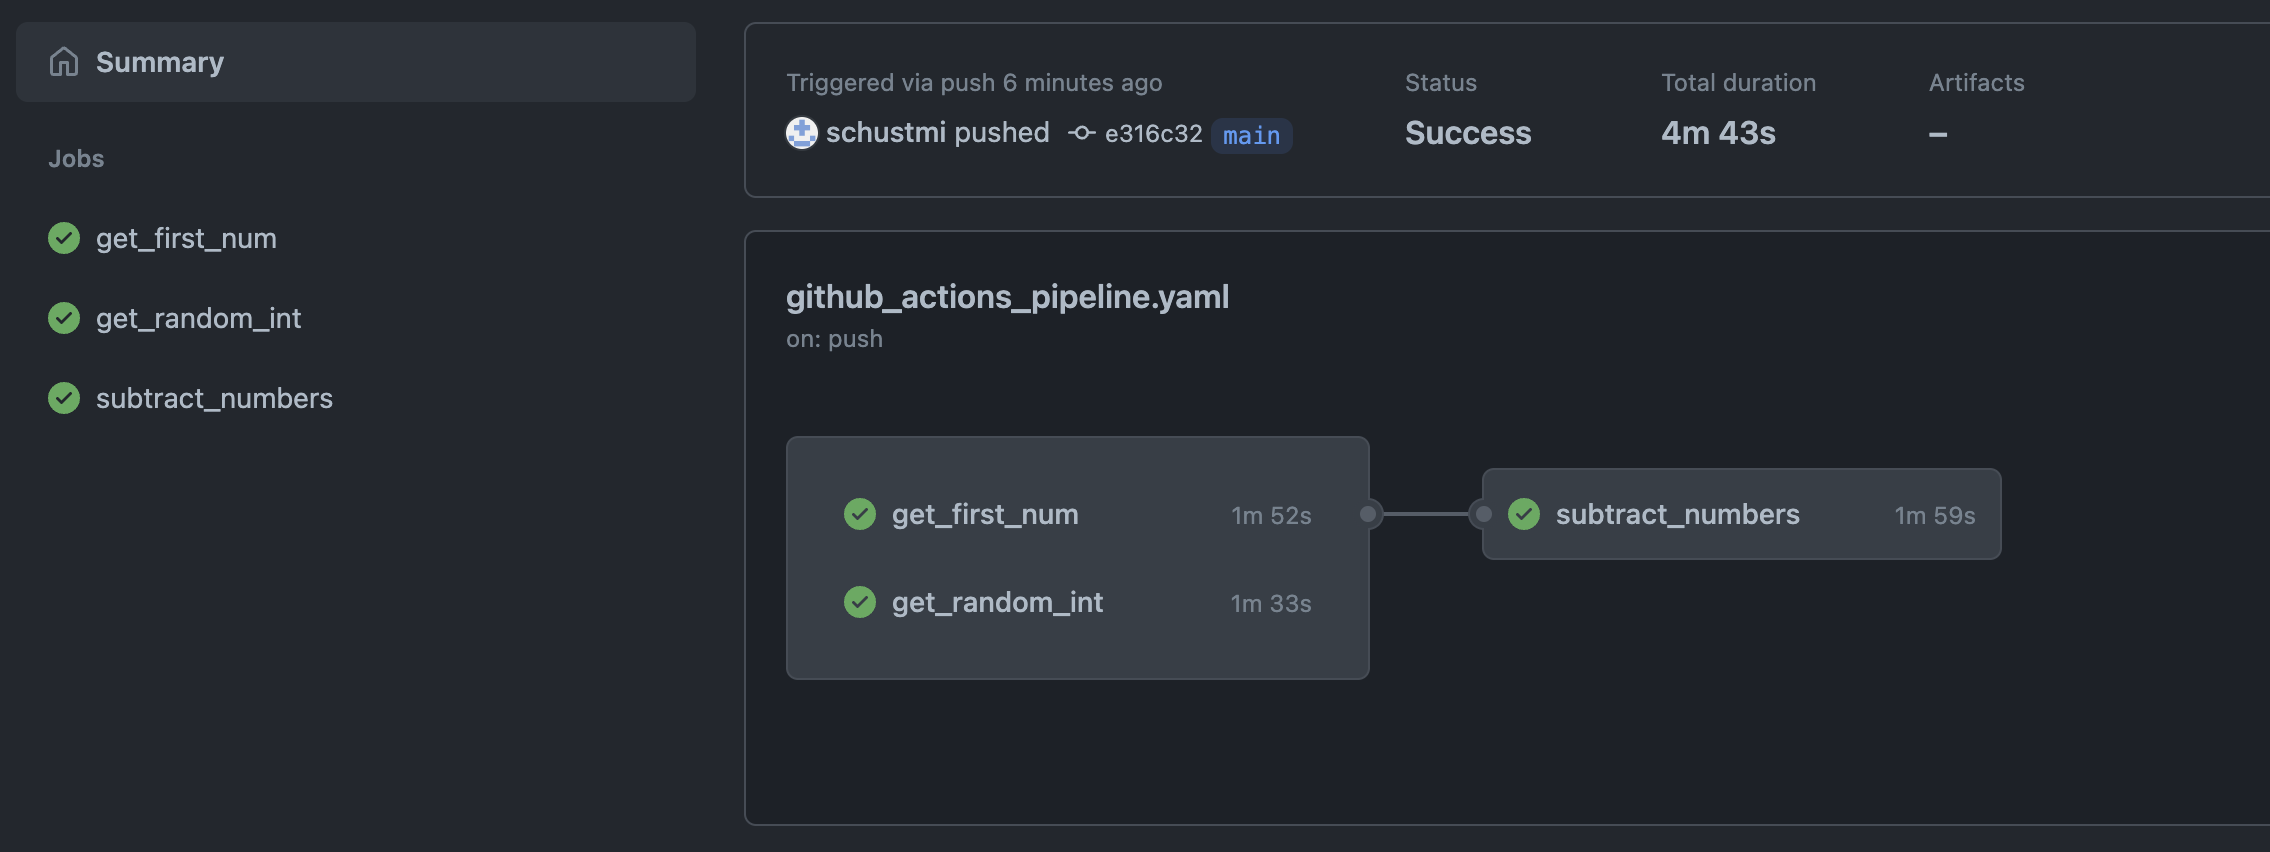 Summary
Jobs
get_first_num
get_random_int
subtract_numbers
Triggered via push 6 minutes ago
schustmi pushed e316c32 main
Status
Success
Total duration
4m 43s
Artifacts
–
github_actions_pipeline.yaml
on: push
get_first_num 1m 52s
get_random_int 1m 33s
subtract_numbers 1m 59s